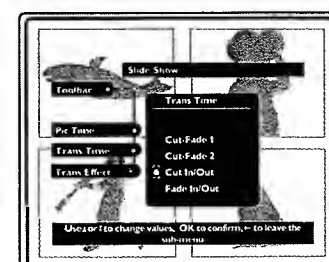 Slide Show
Toolbar
Trans Time
Pic Time
Trans Time
Trans Effect
Cut-Fade 1
Cut-Fade 2
Cut In/Out
Fade In/Out
Use ↕ or ↕ to change values, OK to confirm, ← to leave the
sub-menu